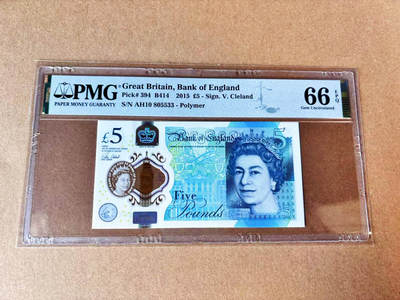 PMG
PAPER MONEY GUARANTY
Great Britain, Bank of England
Pick# 394 B414 2015 £5 - Sign. V. Cleland
S/N AH10 805533 - Polymer
66 EPQ
Gem Uncirculated
£5
Bank of England
Five
Pounds